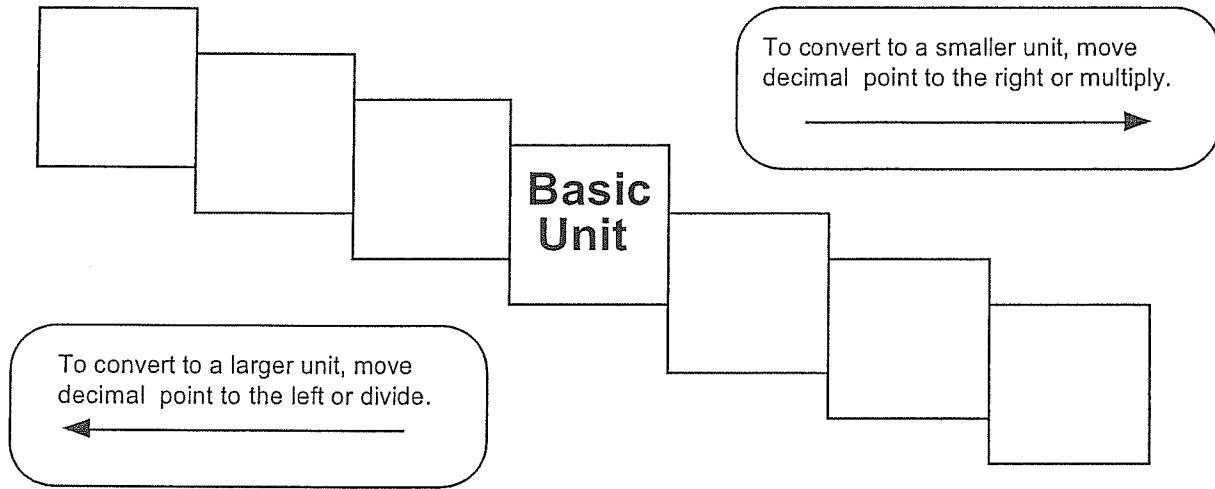 To convert to a smaller unit, move
decimal point to the right or multiply.
Basic
Unit
To convert to a larger unit, move
decimal point to the left or divide.